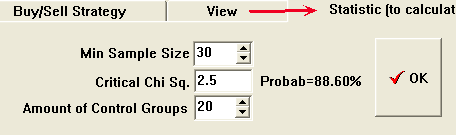 Buy/Sell Strategy View Statistic (to calculat
Min Sample Size 30
Critical Chi Sq. 2.5 Probab=88.60% OK
Amount of Control Groups 20